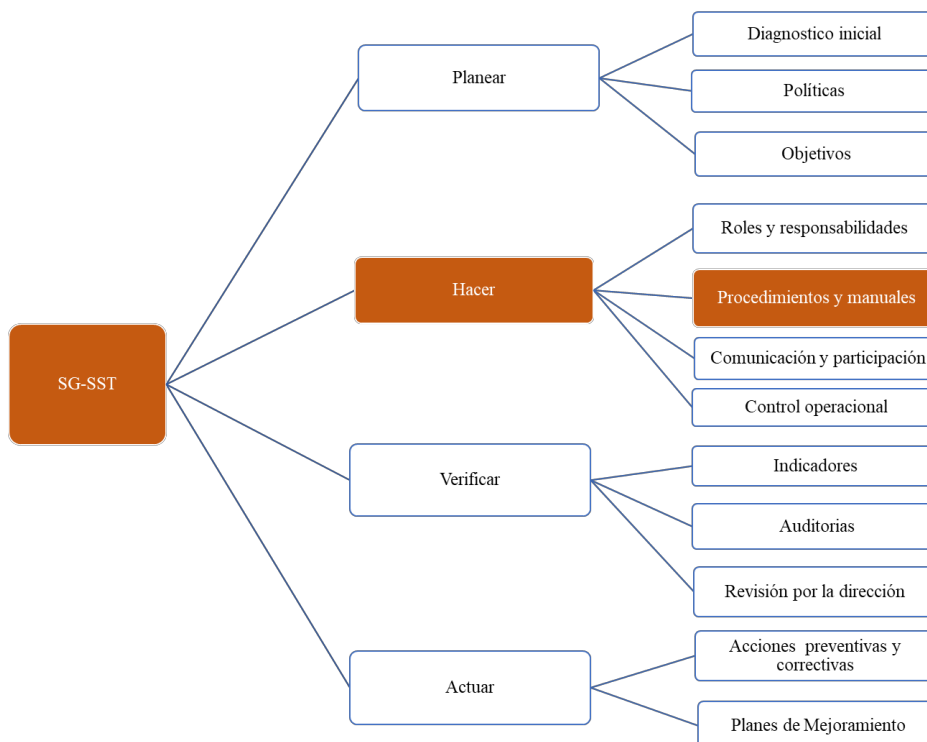 SG-SST
Planear
Diagnostico inicial
Políticas
Objetivos
Hacer
Roles y responsabilidades
Procedimientos y manuales
Comunicación y participación
Control operacional
Verificar
Indicadores
Auditorias
Revisión por la dirección
Actuar
Acciones preventivas y
correctivas
Planes de Mejoramiento